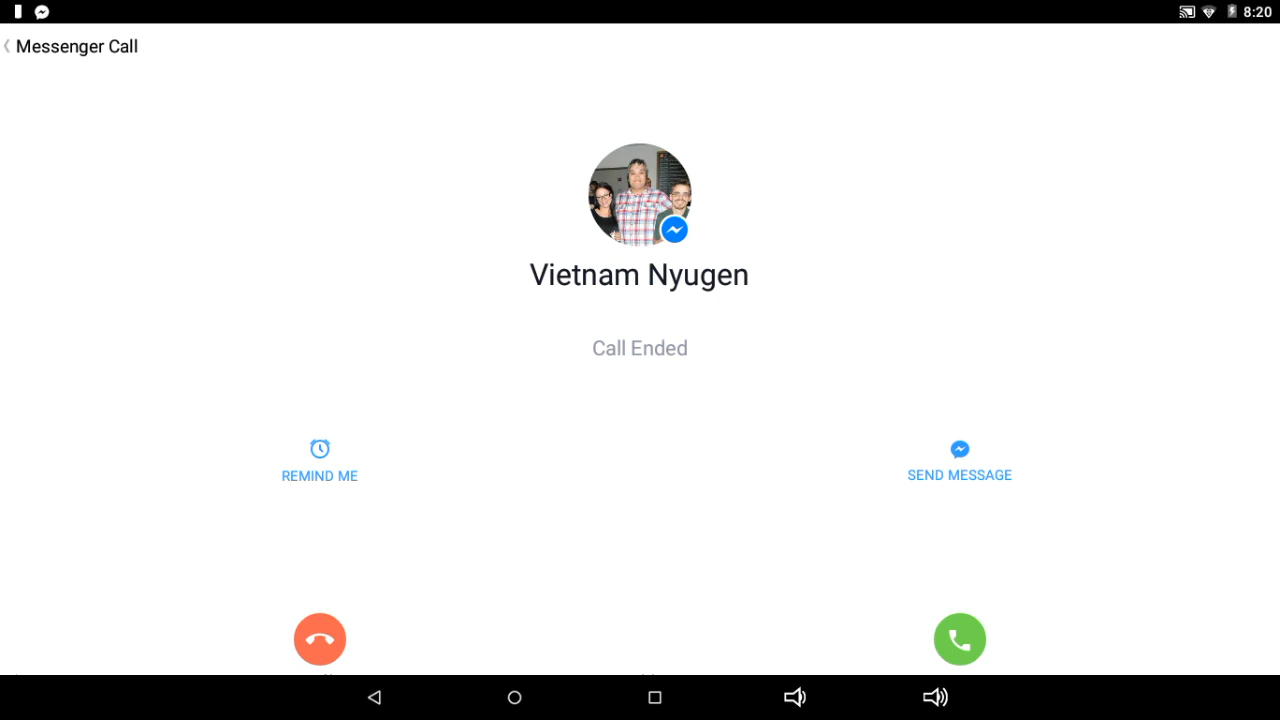 8:20
Messenger Call
Vietnam Nyugen
Call Ended
REMIND ME
SEND MESSAGE